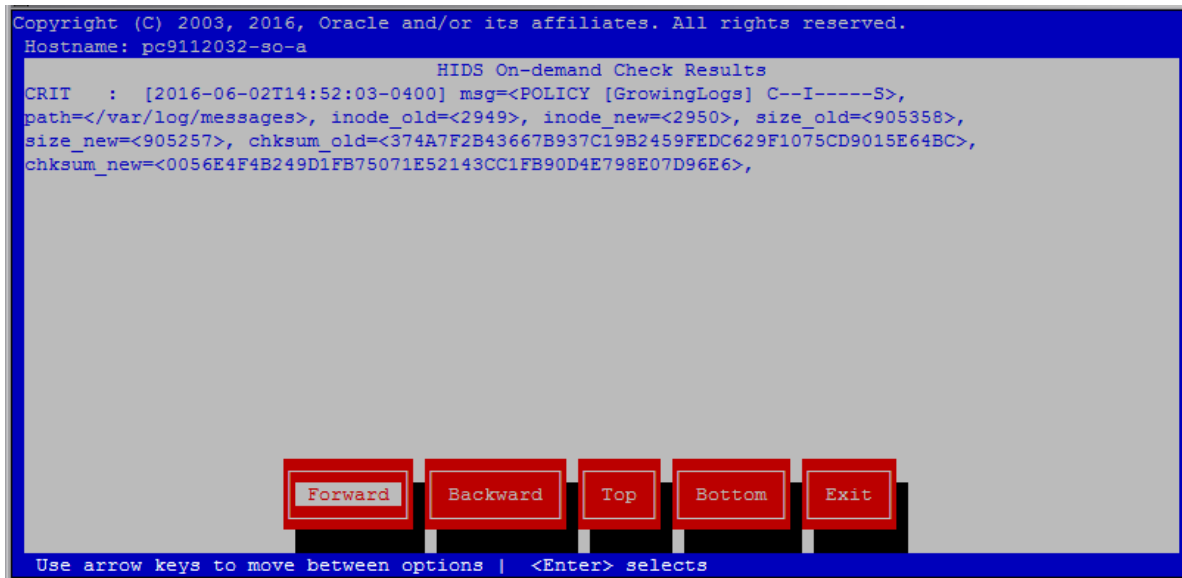 Copyright (C) 2003, 2016, Oracle and/or its affiliates. All rights reserved.
Hostname: pc9112032-so-a
HIDS On-demand Check Results
CRIT   :  [2016-06-02T14:52:03-0400] msg=<POLICY [GrowingLogs] C--I-----S>,
path=</var/log/messages>, inode_old=<2949>, inode_new=<2950>, size_old=<905358>,
size_new=<905257>, chksum_old=<374A7F2B43667B937C19B2459FEDC629F1075CD9015E64BC>,
chksum_new=<0056E4F4B249D1FB75071E52143CC1FB90D4E798E07D96E6>,
Forward Backward Top Bottom Exit
Use arrow keys to move between options |  <Enter> selects